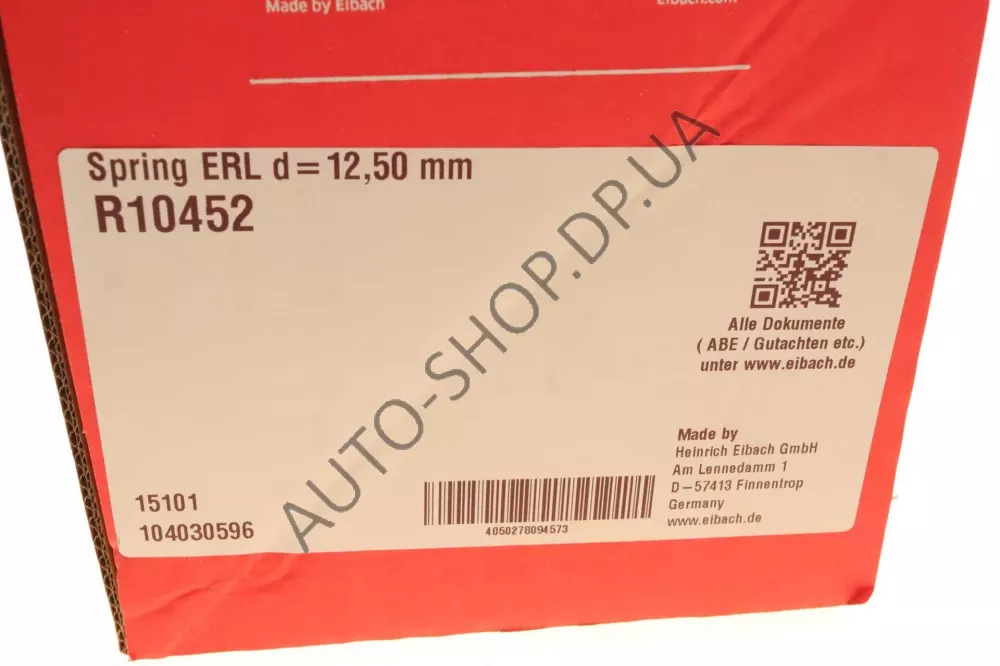 Made by Eibach
Eibach.com
Spring ERL d=12,50 mm
R10452
Alle Dokumente
( ABE / Gutachten etc.)
unter www.eibach.de
Made by
Heinrich Eibach GmbH
Am Lennedamm 1
D-57413 Finnentrop
Germany
www.eibach.de
15101
104030596
4050278094573
AUTO-SHOP.DP.UA